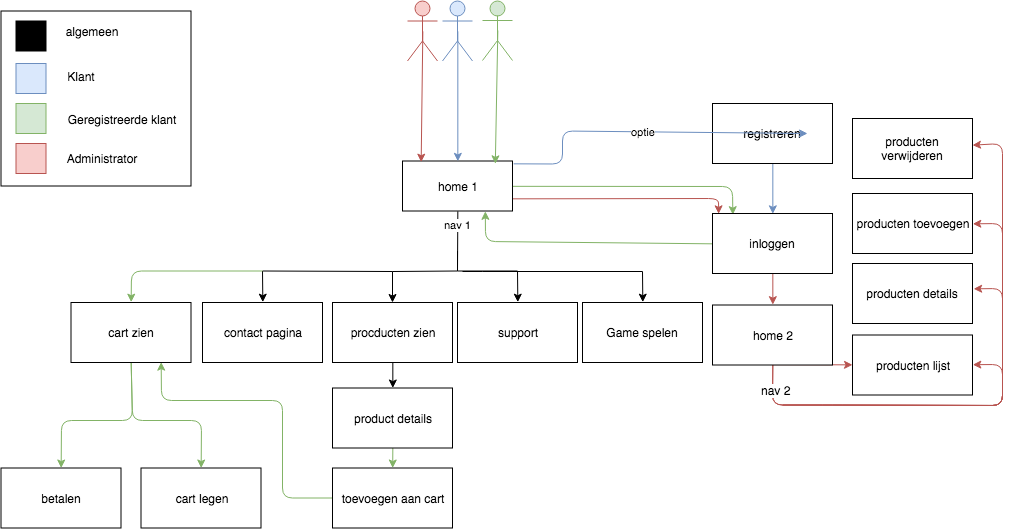 algemeen
Klant
Geregistreerde klant
Administrator
optie
registreren
producten
verwijderen
home 1
nav 1
producten toevoegen
inloggen
producten details
cart zien
contact pagina
procducten zien
support
Game spelen
home 2
producten lijst
nav 2
product details
betalen
cart legen
toevoegen aan cart